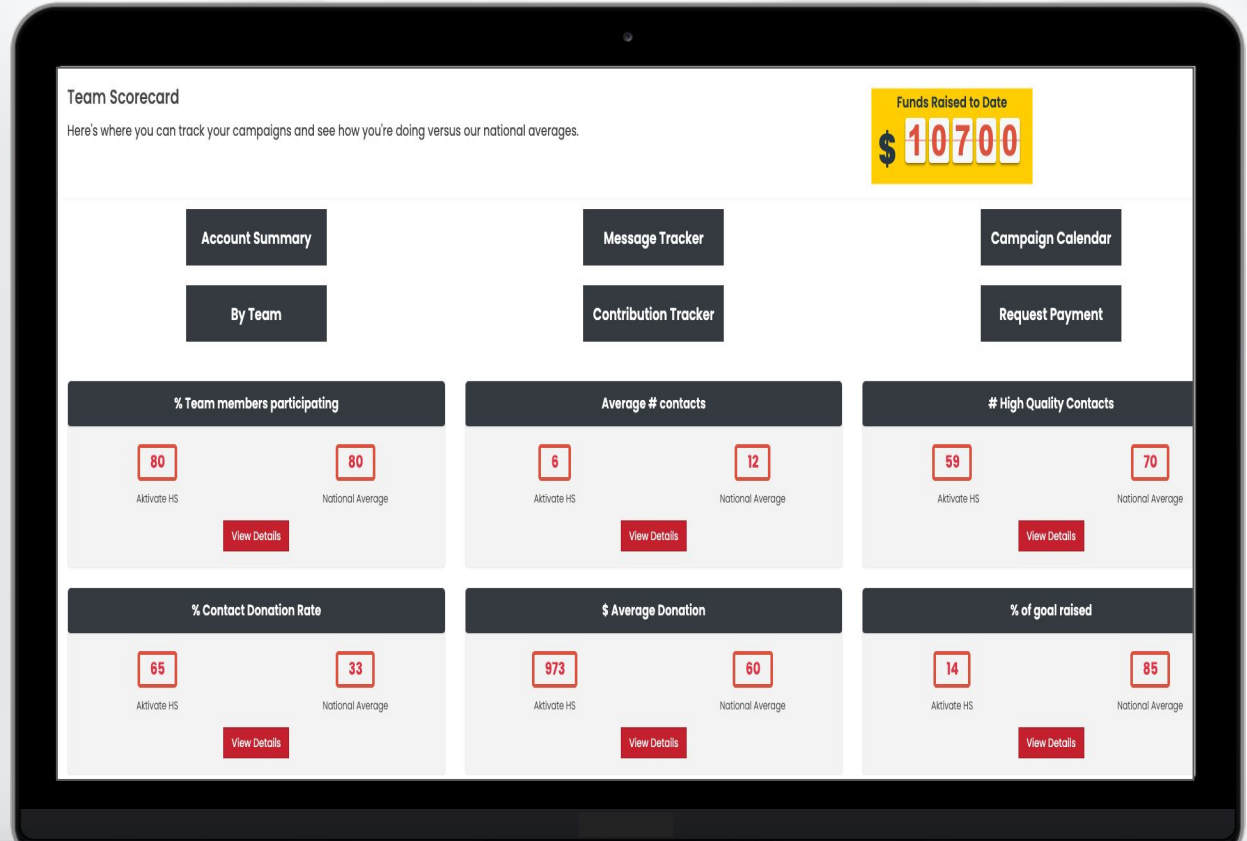 Team Scorecard
Here's where you can track your campaigns and see how you're doing versus our national averages.
Funds Raised to Date
$ 10700
Account Summary
Message Tracker
Campaign Calendar
By Team
Contribution Tracker
Request Payment
% Team members participating
80
80
Aktivate HS
National Average
View Details
Average # contacts
6
12
Aktivate HS
National Average
View Details
# High Quality Contacts
59
70
Aktivate HS
National Average
View Details
% Contact Donation Rate
65
33
Aktivate HS
National Average
View Details
$ Average Donation
973
60
Aktivate HS
National Average
View Details
% of goal raised
14
85
Aktivate HS
National Average
View Details